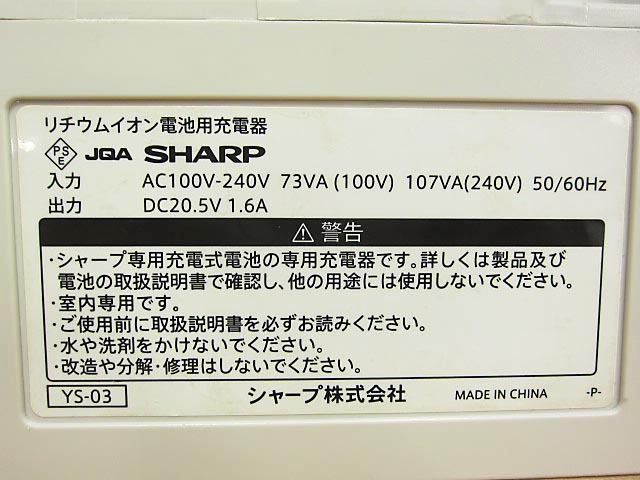 リチウムイオン電池用充電器
PSE JQA SHARP
入力 AC100V-240V 73VA (100V) 107VA(240V) 50/60Hz
出力 DC20.5V 1.6A
⚠ 警告
・シャープ専用充電式電池の専用充電器です。詳しくは製品及び
電池の取扱説明書で確認し、他の用途には使用しないでください。
・室内専用です。
・ご使用前に取扱説明書を必ずお読みください。
・水や洗剤をかけないでください。
・改造や分解・修理はしないでください。
YS-03 シャープ株式会社 MADE IN CHINA -P-